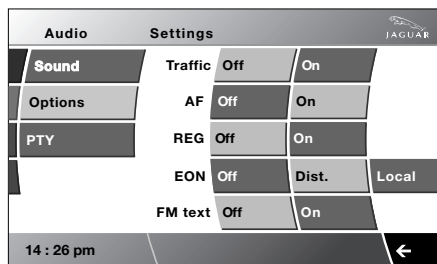 Audio Settings
JAGUAR
Sound Traffic Off On
Options AF Off On
PTY REG Off On
EON Off Dist. Local
FM text Off On
14 : 26 pm